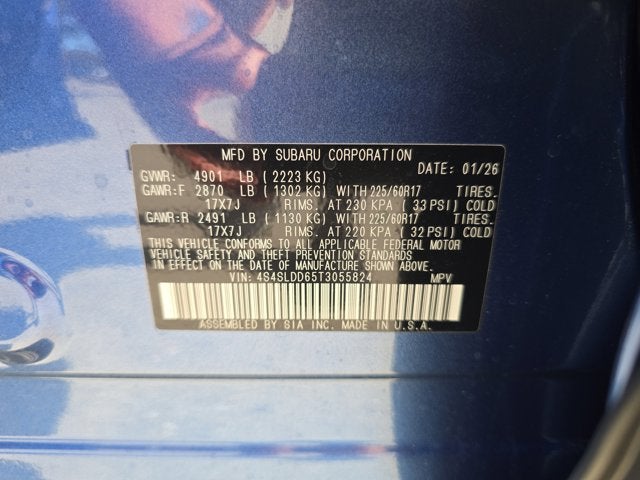 MFD BY SUBARU CORPORATION
DATE: 01/26
GVWR: 4901 LB ( 2223 KG)
GAWR:F 2870 LB ( 1302 KG) WITH 225/60R17 TIRES.
17X7J RIMS. AT 230 KPA ( 33 PSI) COLD
GAWR:R 2491 LB ( 1130 KG) WITH 225/60R17 TIRES.
17X7J RIMS. AT 220 KPA ( 32 PSI) COLD
THIS VEHICLE CONFORMS TO ALL APPLICABLE FEDERAL MOTOR
VEHICLE SAFETY AND THEFT PREVENTION STANDARDS
IN EFFECT ON THE DATE OF MANUFACTURE SHOWN ABOVE.
VIN: 4S4SLDD65T3055824 MPV
ASSEMBLED BY SIA INC. MADE IN U.S.A.